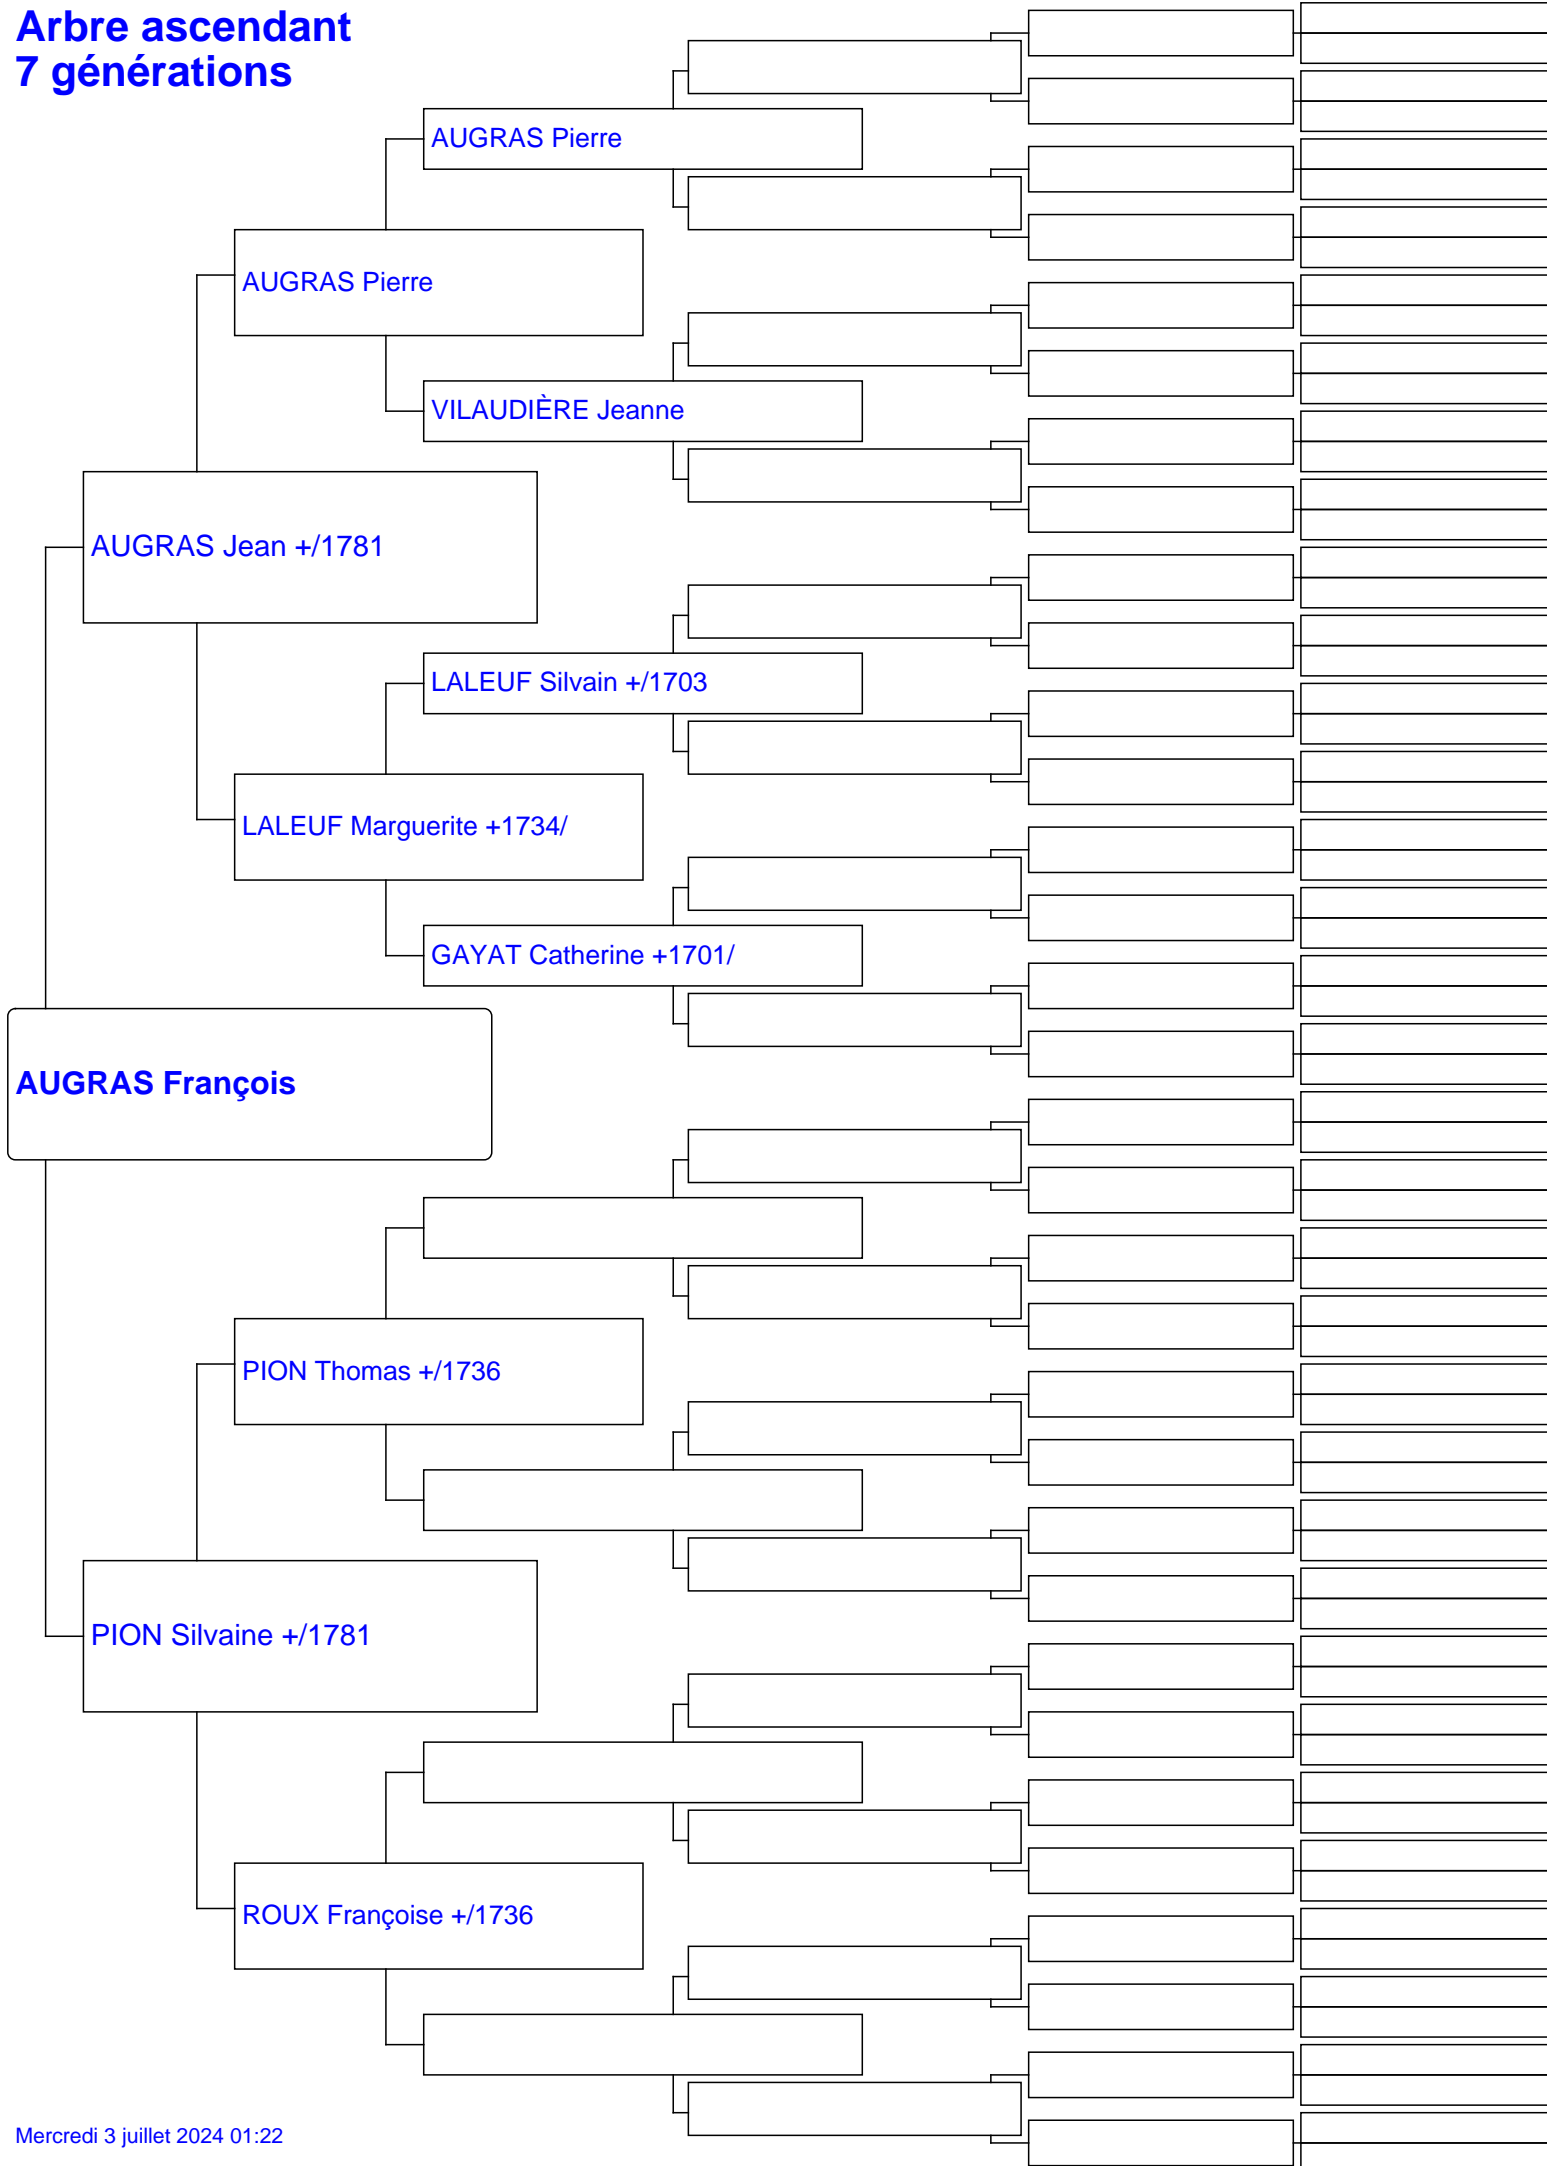 Arbre ascendant
7 générations
AUGRAS Pierre
AUGRAS Pierre
VILAUDIÈRE Jeanne
AUGRAS Jean +/1781
LALEUF Silvain +/1703
LALEUF Marguerite +1734/
GAYAT Catherine +1701/
AUGRAS François
PION Thomas +/1736
PION Silvaine +/1781
ROUX Françoise +/1736
Mercredi 3 juillet 2024 01:22